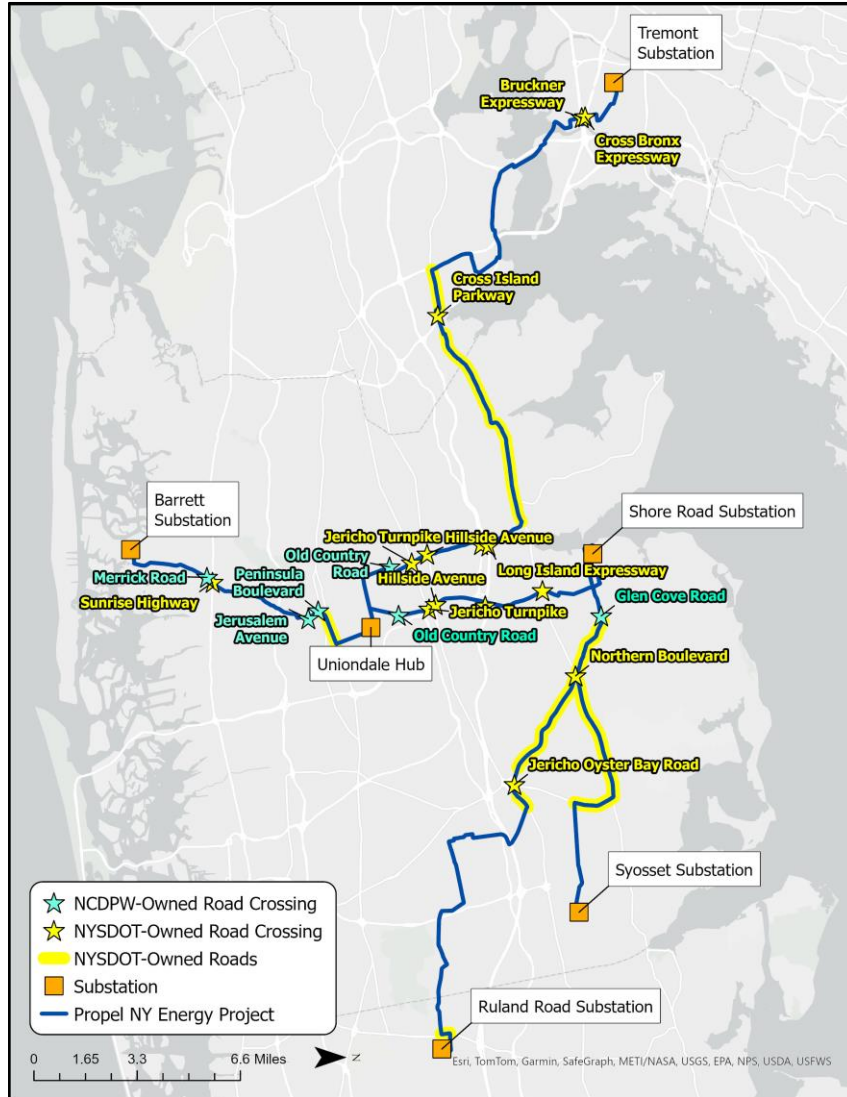 Tremont
Substation
Bruckner
Expressway
Cross Bronx
Expressway
Cross Island
Parkway
Barrett
Substation
Shore Road Substation
Jericho Turnpike
Hillside Avenue
Old Country
Road
Merrick Road
Peninsula
Boulevard
Hillside Avenue
Long Island Expressway
Sunrise Highway
Jericho Turnpike
Glen Cove Road
Jerusalem
Avenue
Old Country Road
Uniondale Hub
Northern Boulevard
Jericho Oyster Bay Road
Syosset Substation
NCDPW-Owned Road Crossing
NYSDOT-Owned Road Crossing
NYSDOT-Owned Roads
Substation
Propel NY Energy Project
Ruland Road Substation
0 1.65 3.3 6.6 Miles
N
Esri, TomTom, Garmin, SafeGraph, METI/NASA, USGS, EPA, NPS, USDA, USFWS